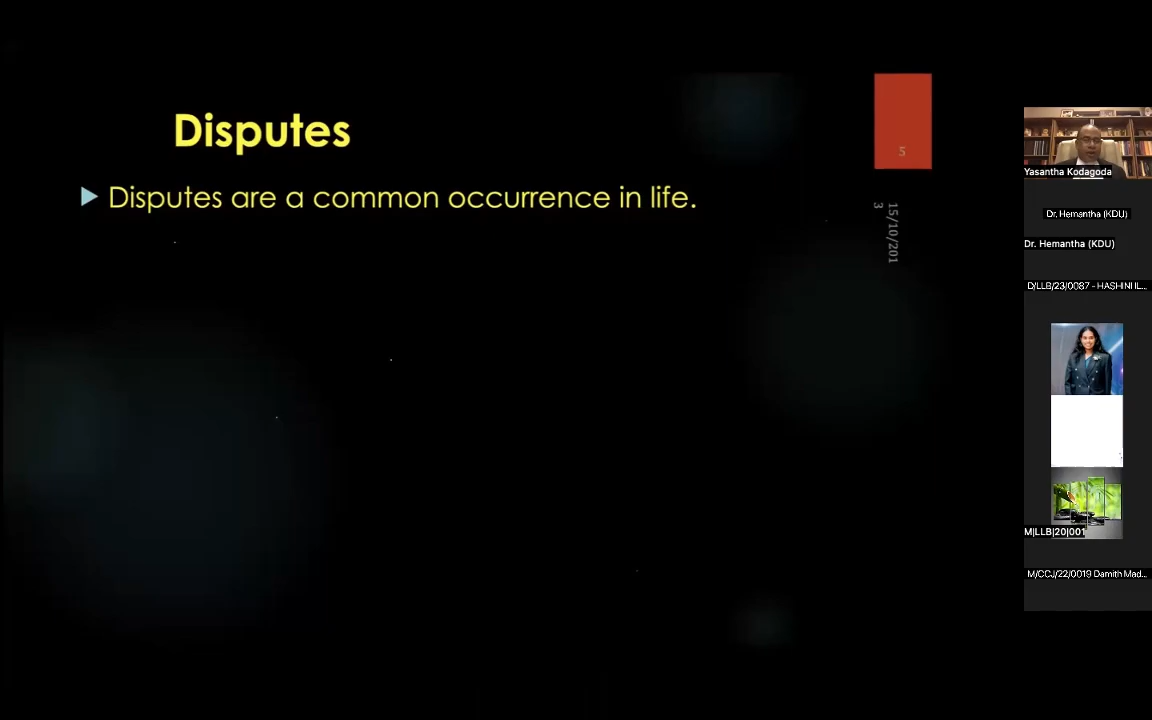 Disputes
Disputes are a common occurrence in life.
5
15/10/201
3
Yasantha Kodagoda
Dr. Hemantha (KDU)
Dr. Hemantha (KDU)
D/LLB/23/0087 - HASHINI IL...
M|LLB|20|001
M/CCJ/22/0019 Damith Mad...